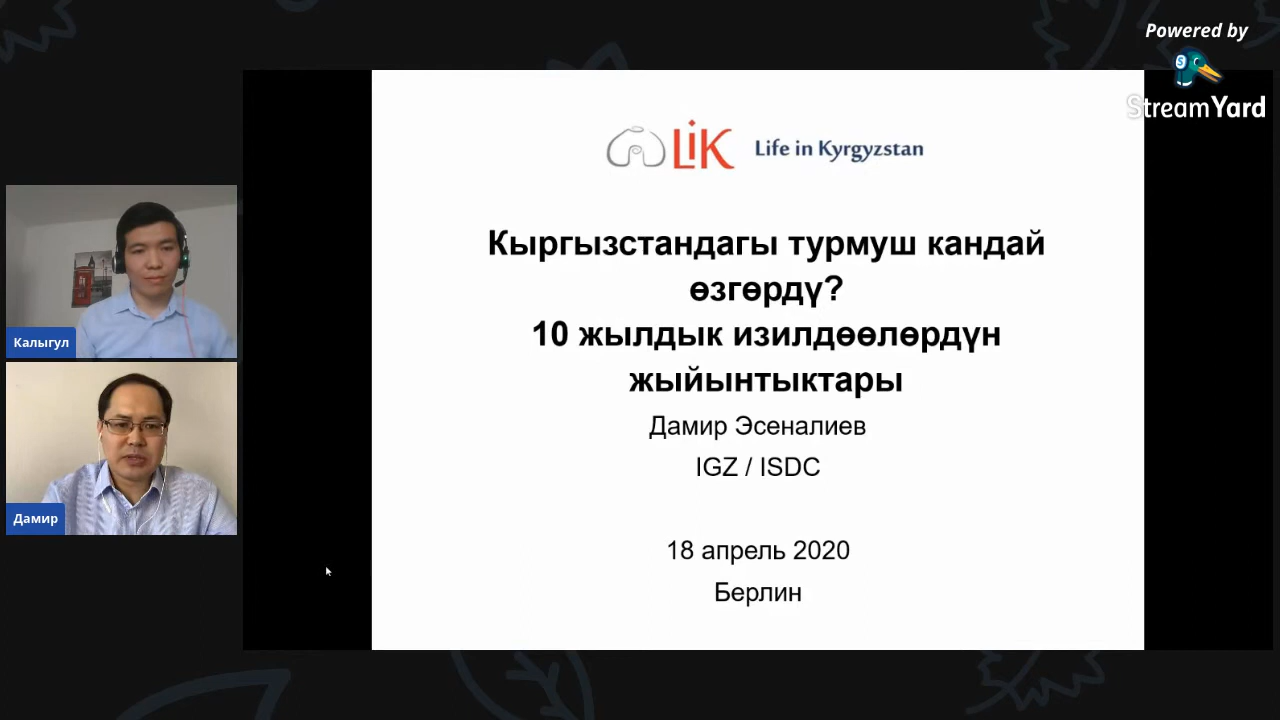 Powered by
StreamYard
LiK Life in Kyrgyzstan
Кыргызстандагы турмуш кандай
өзгөрдү?
10 жылдык изилдөөлөрдүн
жыйынтыктары
Дамир Эсеналиев
IGZ / ISDC
18 апрель 2020
Берлин
Калыгул
Дамир